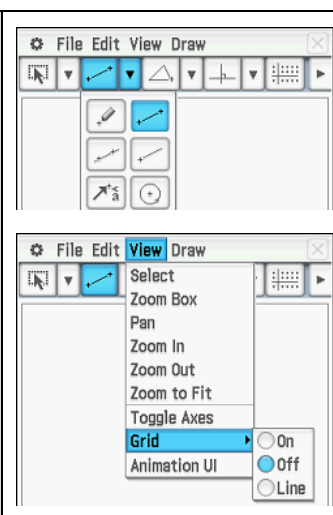 File Edit View Draw
File Edit View Draw
Select
Zoom Box
Pan
Zoom In
Zoom Out
Zoom to Fit
Toggle Axes
Grid
On
Off
Line
Animation UI